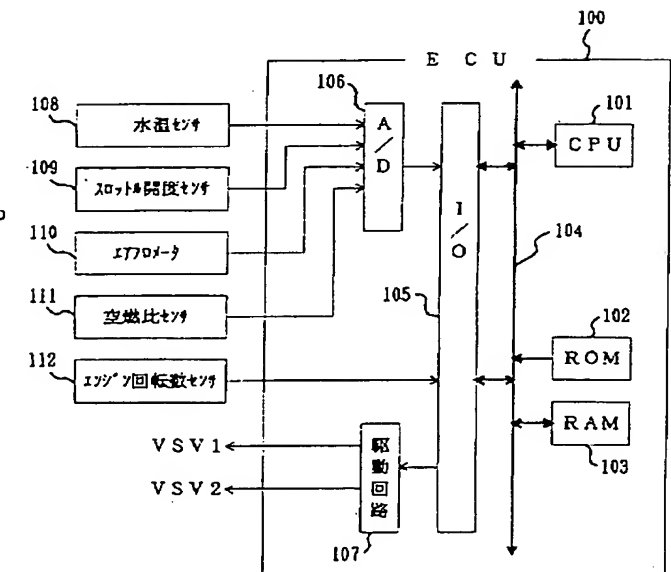 100
E C U
106
A/D
I/O
101
CPU
108
水温センサ
109
スロットル開度センサ
110
エアフロメータ
111
空燃比センサ
112
エンジン回転数センサ
104
105
102
ROM
RAM
103
VSV1
VSV2
駆動回路
107